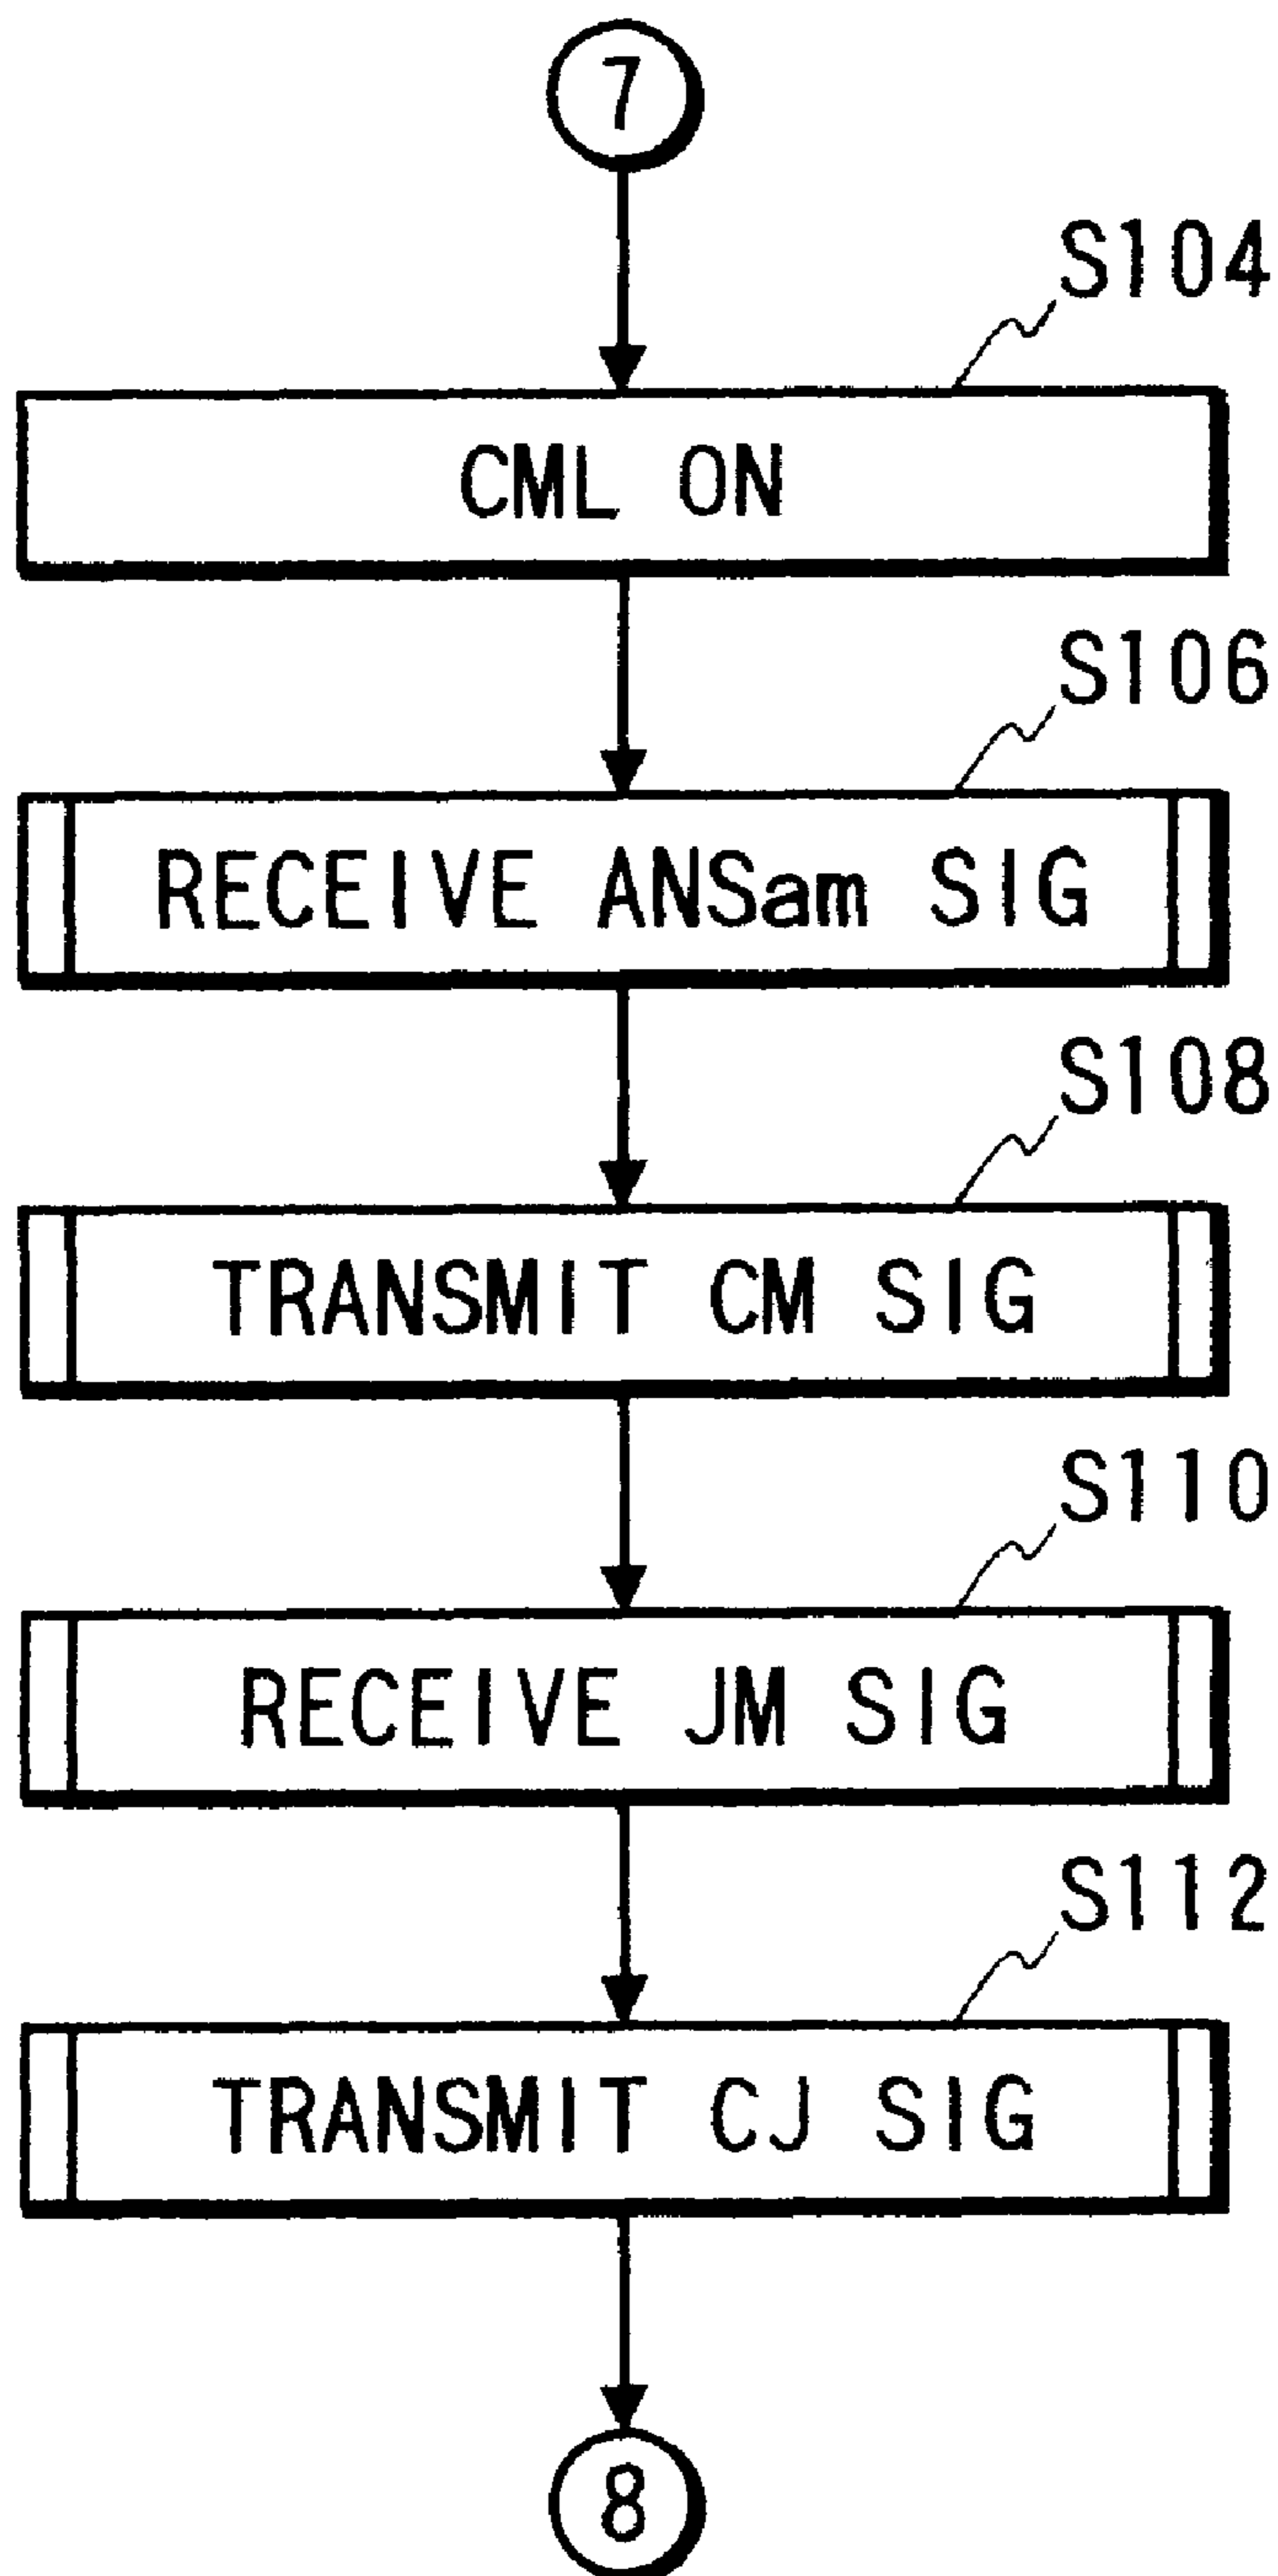 7
S104
CML ON
S106
RECEIVE ANSam SIG
S108
TRANSMIT CM SIG
S110
RECEIVE JM SIG
S112
TRANSMIT CJ SIG
8